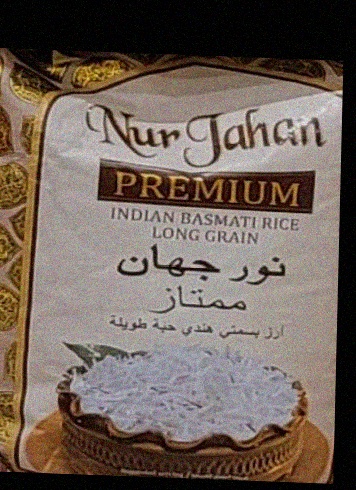 Nur Jahan
PREMIUM
INDIAN BASMATI RICE
LONG GRAIN
نور جهان
ممتاز
ارز بسمتي هندي حبة طويلة